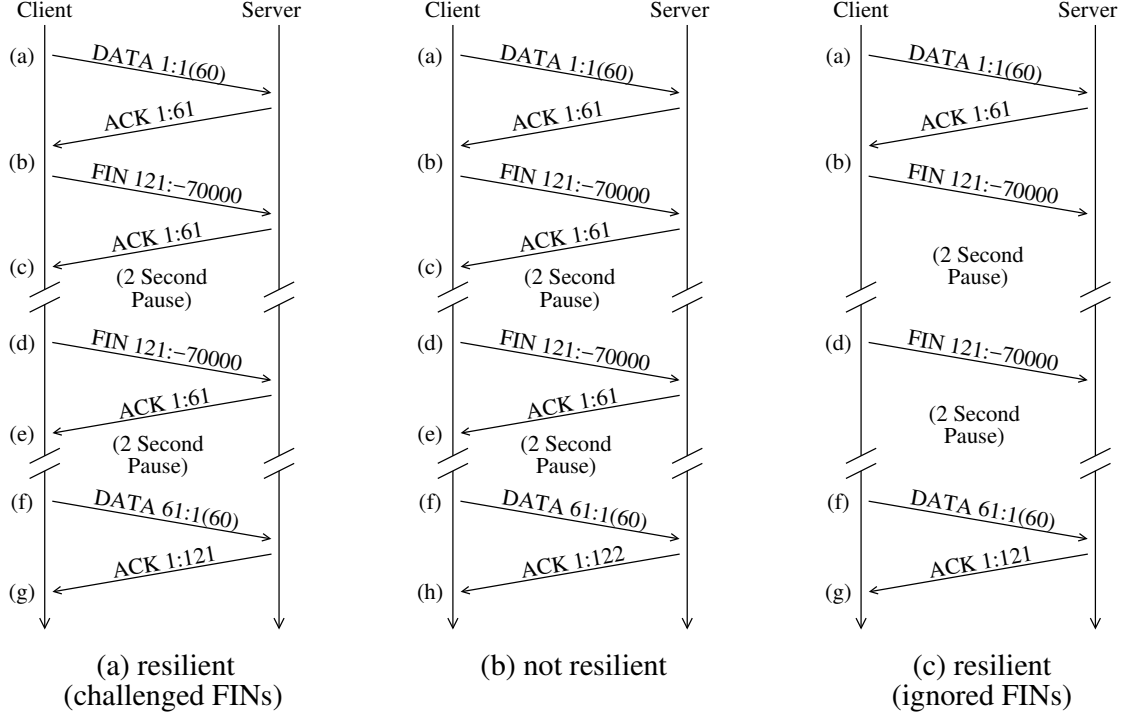 Client Server
(a) DATA 1:1(60)
ACK 1:61
(b) FIN 121:−70000
ACK 1:61
(c) (2 Second
Pause)
(d) FIN 121:−70000
ACK 1:61
(e) (2 Second
Pause)
(f) DATA 61:1(60)
ACK 1:121
(g)
(a) resilient
(challenged FINs)
Client Server
(a) DATA 1:1(60)
ACK 1:61
(b) FIN 121:−70000
ACK 1:61
(c) (2 Second
Pause)
(d) FIN 121:−70000
ACK 1:61
(e) (2 Second
Pause)
(f) DATA 61:1(60)
ACK 1:122
(h)
(b) not resilient
Client Server
(a) DATA 1:1(60)
ACK 1:61
(b) FIN 121:−70000
(2 Second
Pause)
(d) FIN 121:−70000
(2 Second
Pause)
(f) DATA 61:1(60)
ACK 1:121
(g)
(c) resilient
(ignored FINs)